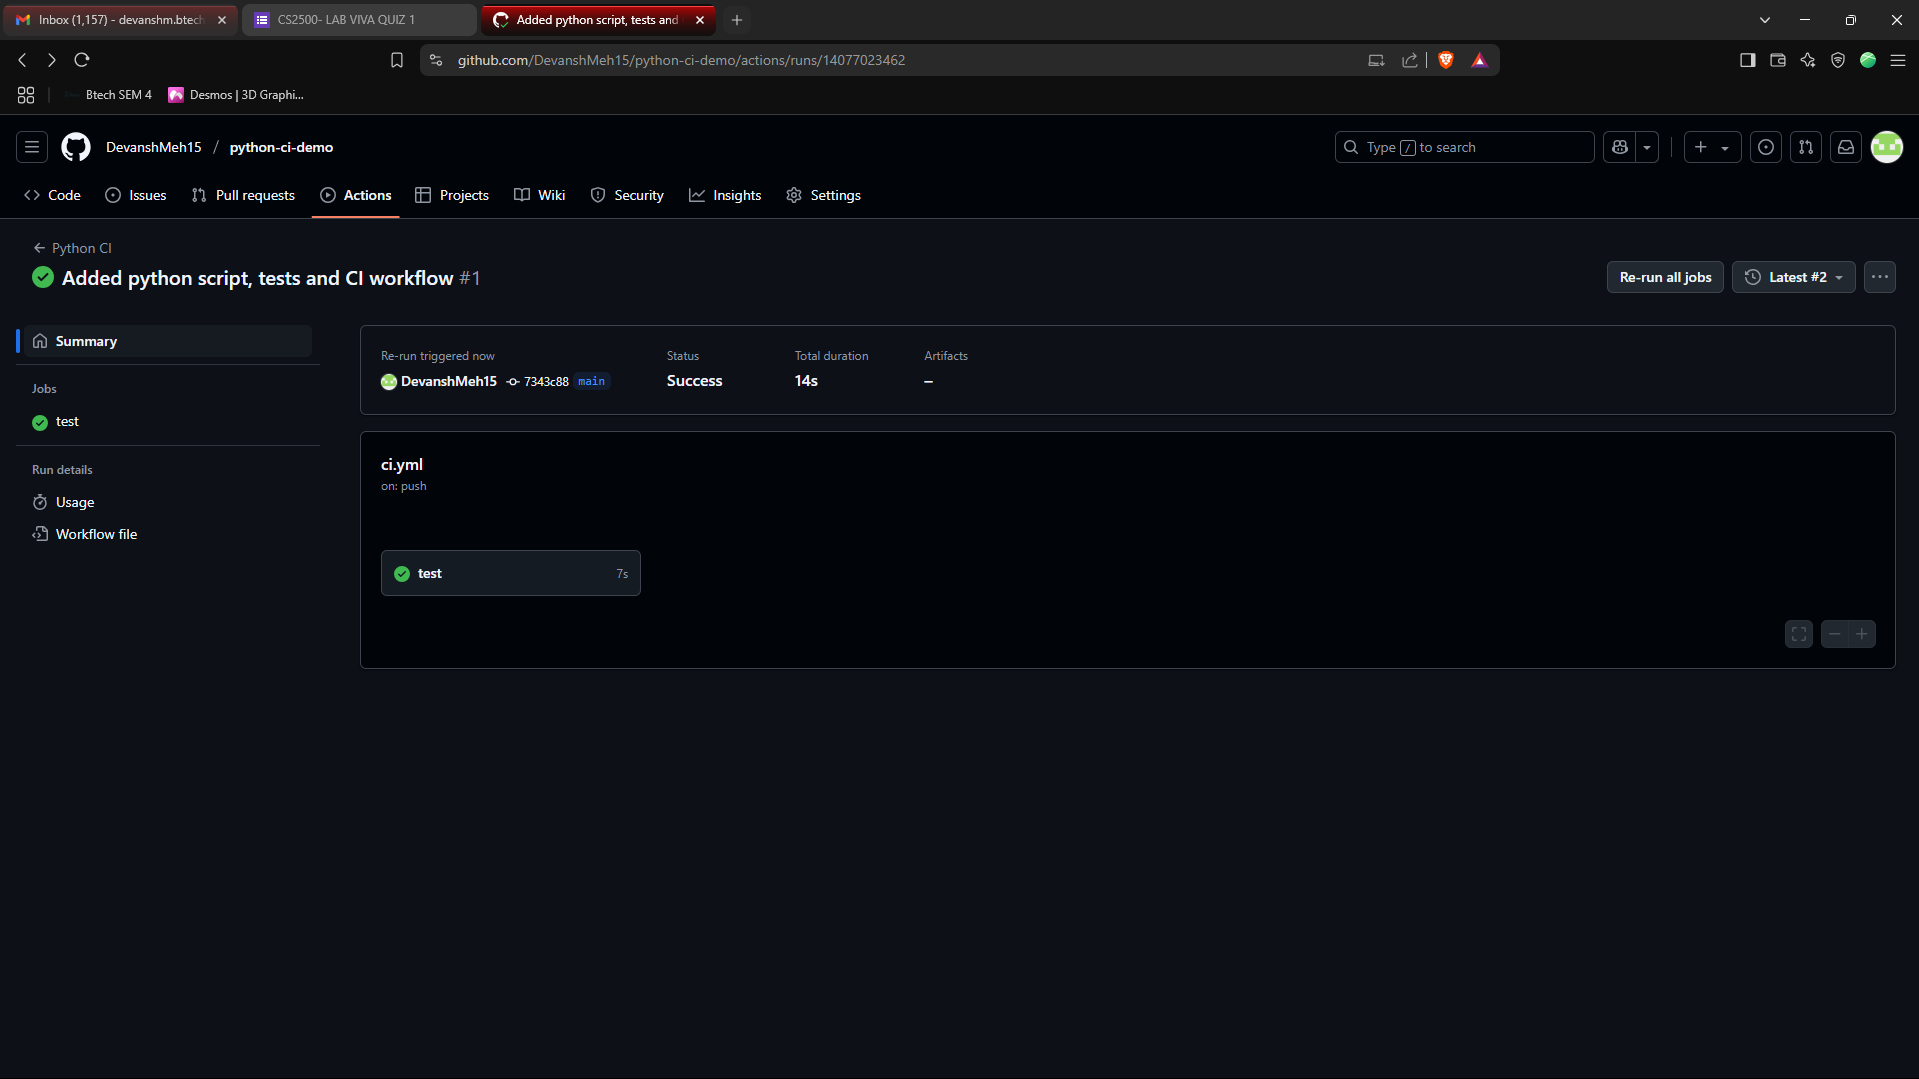 Inbox (1,157) - devanshm.btech
CS2500- LAB VIVA QUIZ 1
Added python script, tests and
github.com/DevanshMeh15/python-ci-demo/actions/runs/14077023462
Btech SEM 4
Desmos | 3D Graphi...
DevanshMeh15 / python-ci-demo
Type / to search
Code
Issues
Pull requests
Actions
Projects
Wiki
Security
Insights
Settings
Python CI
Added python script, tests and CI workflow #1
Re-run all jobs
Latest #2
Summary
Jobs
test
Run details
Usage
Workflow file
Re-run triggered now
DevanshMeh15 7343c88 main
Status
Success
Total duration
14s
Artifacts
–
ci.yml
on: push
test 7s